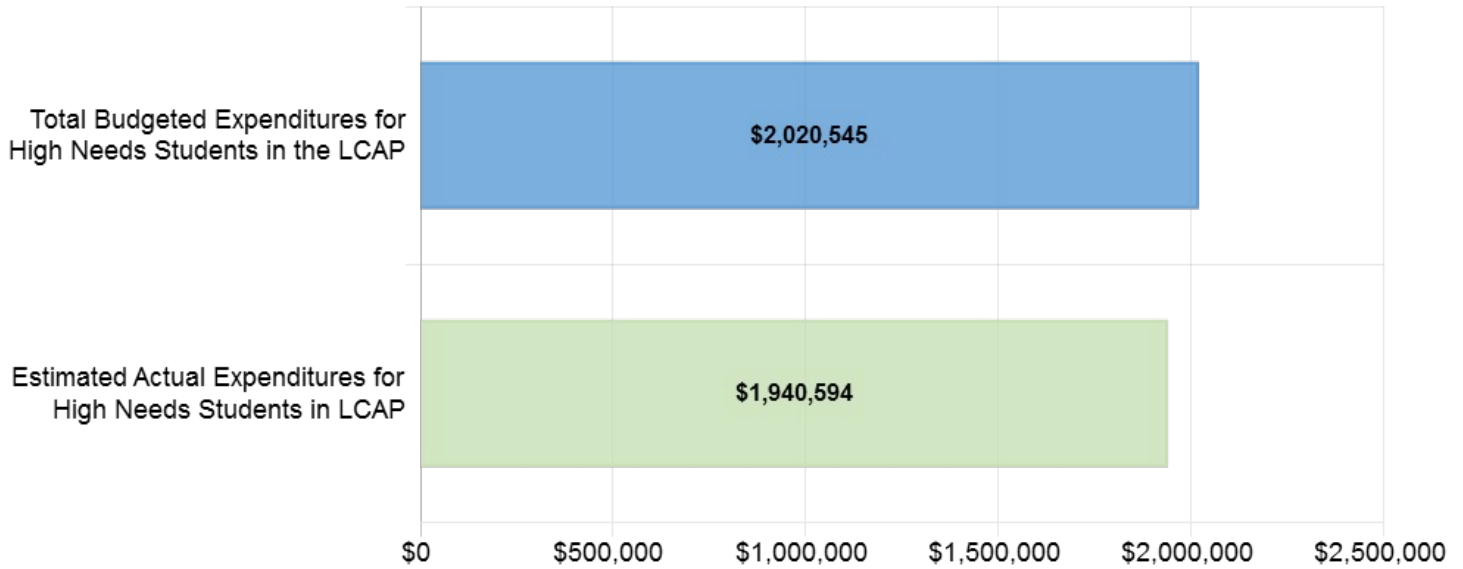 Total Budgeted Expenditures for
High Needs Students in the LCAP
$2,020,545
Estimated Actual Expenditures for
High Needs Students in LCAP
$1,940,594
$0
$500,000
$1,000,000
$1,500,000
$2,000,000
$2,500,000